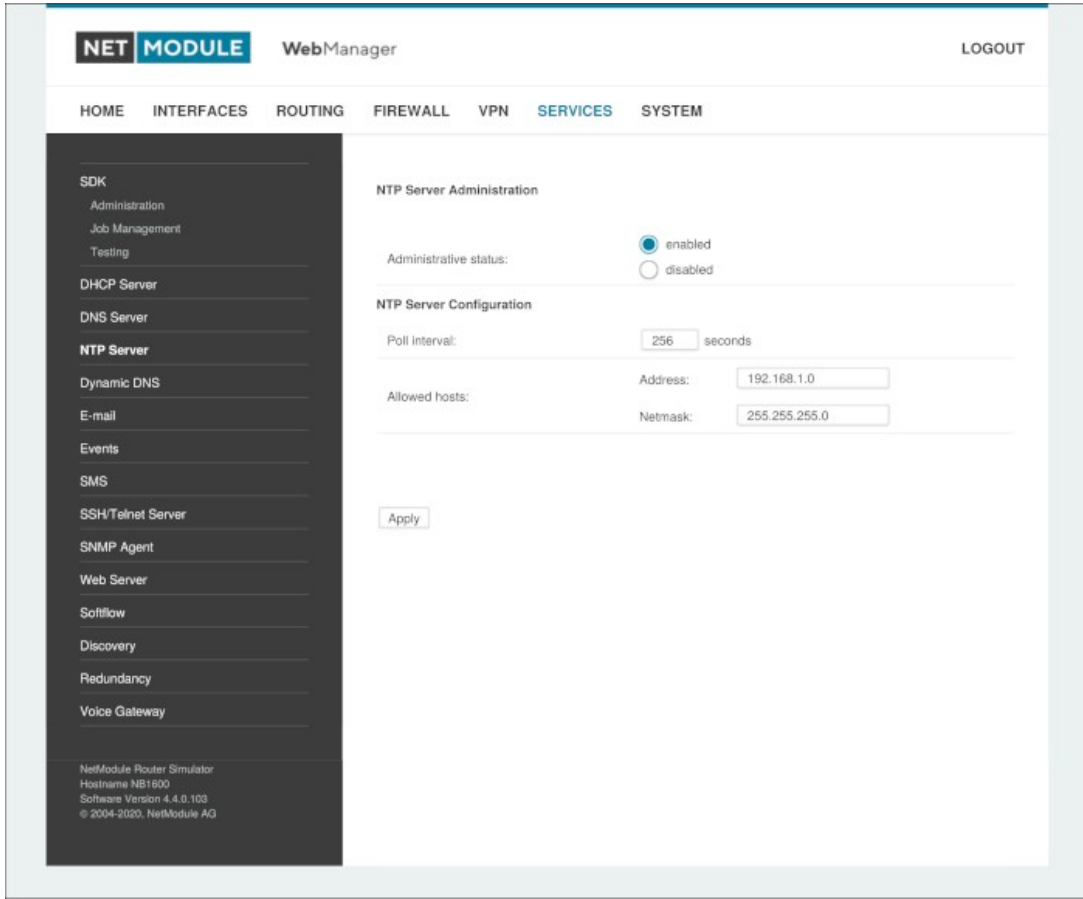 NET MODULE WebManager LOGOUT
HOME INTERFACES ROUTING FIREWALL VPN SERVICES SYSTEM
SDK
Administration
Job Management
Testing
DHCP Server
DNS Server
NTP Server
Dynamic DNS
E-mail
Events
SMS
SSH/Telnet Server
SNMP Agent
Web Server
Softflow
Discovery
Redundancy
Voice Gateway
NetModule Router Simulator
Hostname NB1600
Software Version 4.4.0.103
© 2004-2020, NetModule AG
NTP Server Administration
Administrative status:
enabled
disabled
NTP Server Configuration
Poll interval: 256 seconds
Allowed hosts:
Address: 192.168.1.0
Netmask: 255.255.255.0
Apply